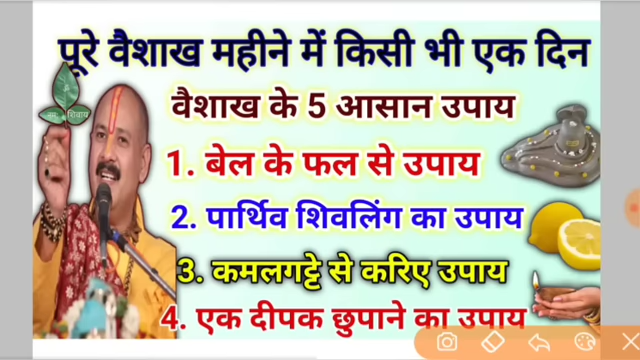 पूरे वैशाख महीने में किसी भी एक दिन
वैशाख के 5 आसान उपाय
1. बेल के फल से उपाय
2. पार्थिव शिवलिंग का उपाय
3. कमलगट्टे से करिए उपाय
4. एक दीपक छुपाने का उपाय
शिवाय